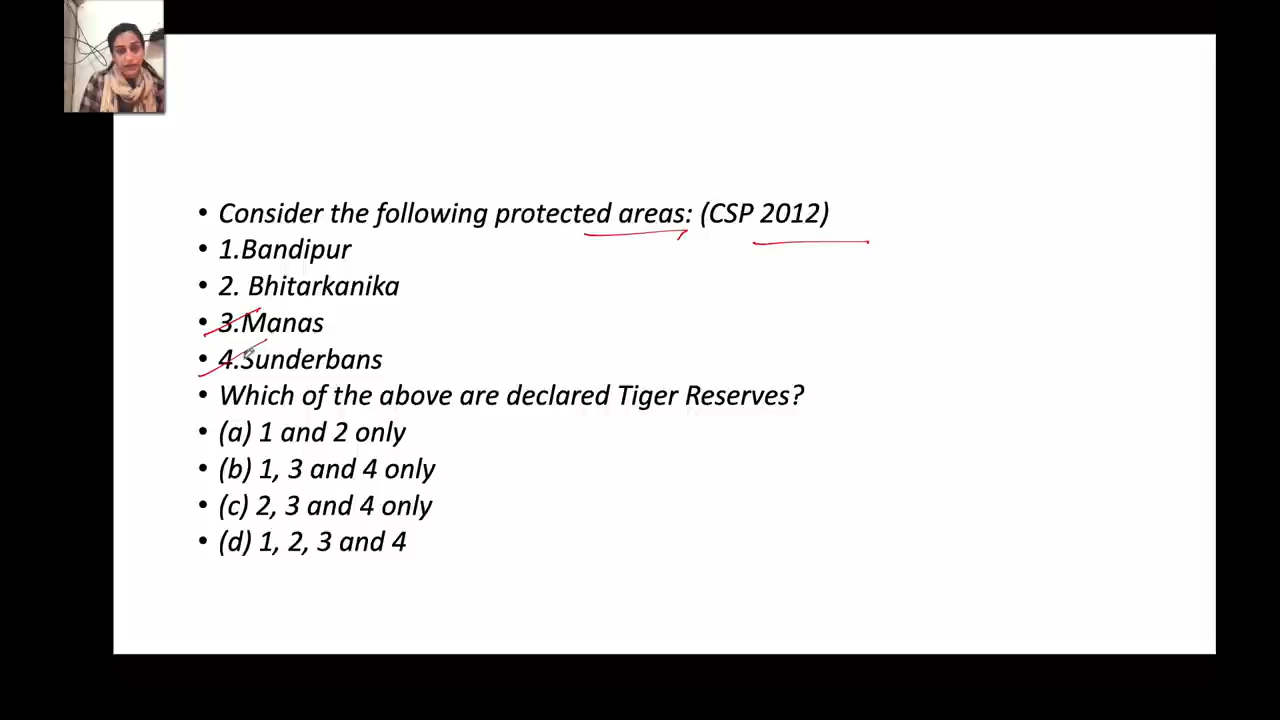 • Consider the following protected areas: (CSP 2012)
• 1.Bandipur
• 2. Bhitarkanika
• 3.Manas
• 4.Sunderbans
• Which of the above are declared Tiger Reserves?
• (a) 1 and 2 only
• (b) 1, 3 and 4 only
• (c) 2, 3 and 4 only
• (d) 1, 2, 3 and 4